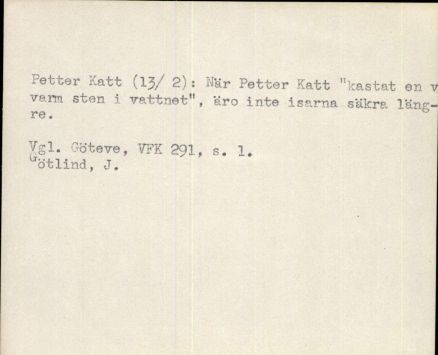 Petter Katt (13/ 2): När Petter Katt "kastat en v
varm sten i vattnet", äro inte isarna säkra läng-
re.
Vgl. Göteve, VFK 291, s. 1.
Götlind, J.